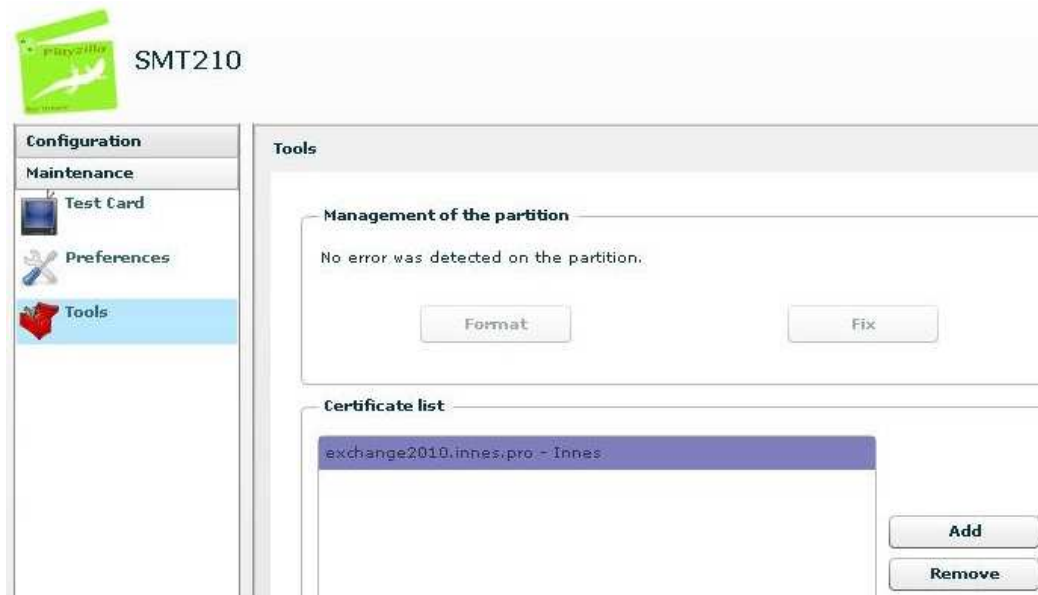 Playzilla
SMT210
Configuration
Maintenance
Test Card
Preferences
Tools
Tools
Management of the partition
No error was detected on the partition.
Format
Fix
Certificate list
exchange2010.innes.pro - Innes
Add
Remove